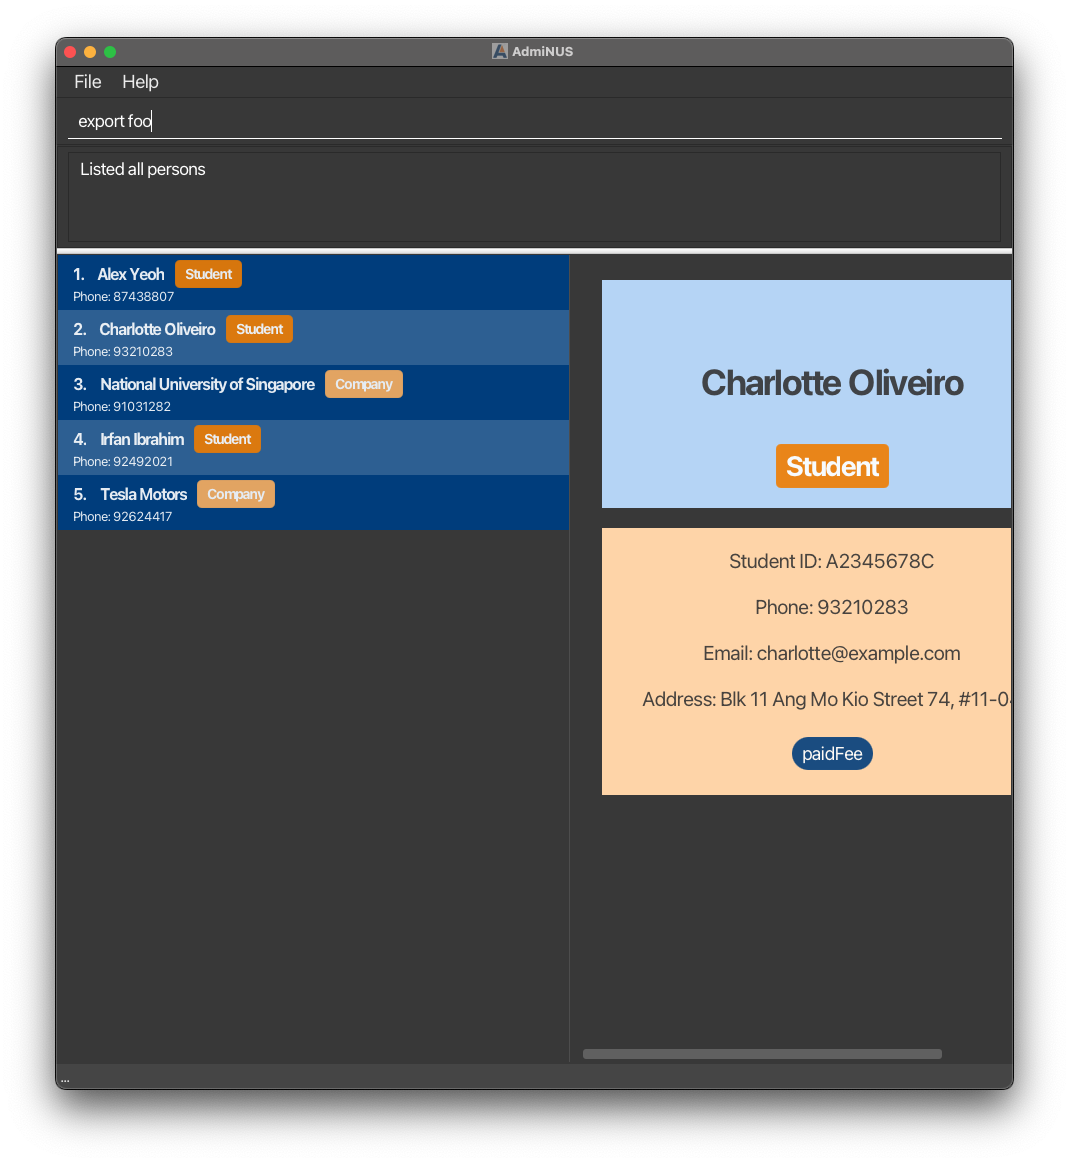 AdmiNUS
File Help
export foo
Listed all persons
1. Alex Yeoh Student
Phone: 87438807
2. Charlotte Oliveiro Student
Phone: 93210283
3. National University of Singapore Company
Phone: 91031282
4. Irfan Ibrahim Student
Phone: 92492021
5. Tesla Motors Company
Phone: 92624417
Charlotte Oliveiro
Student
Student ID: A2345678C
Phone: 93210283
Email: charlotte@example.com
Address: Blk 11 Ang Mo Kio Street 74, #11-0
paidFee
...